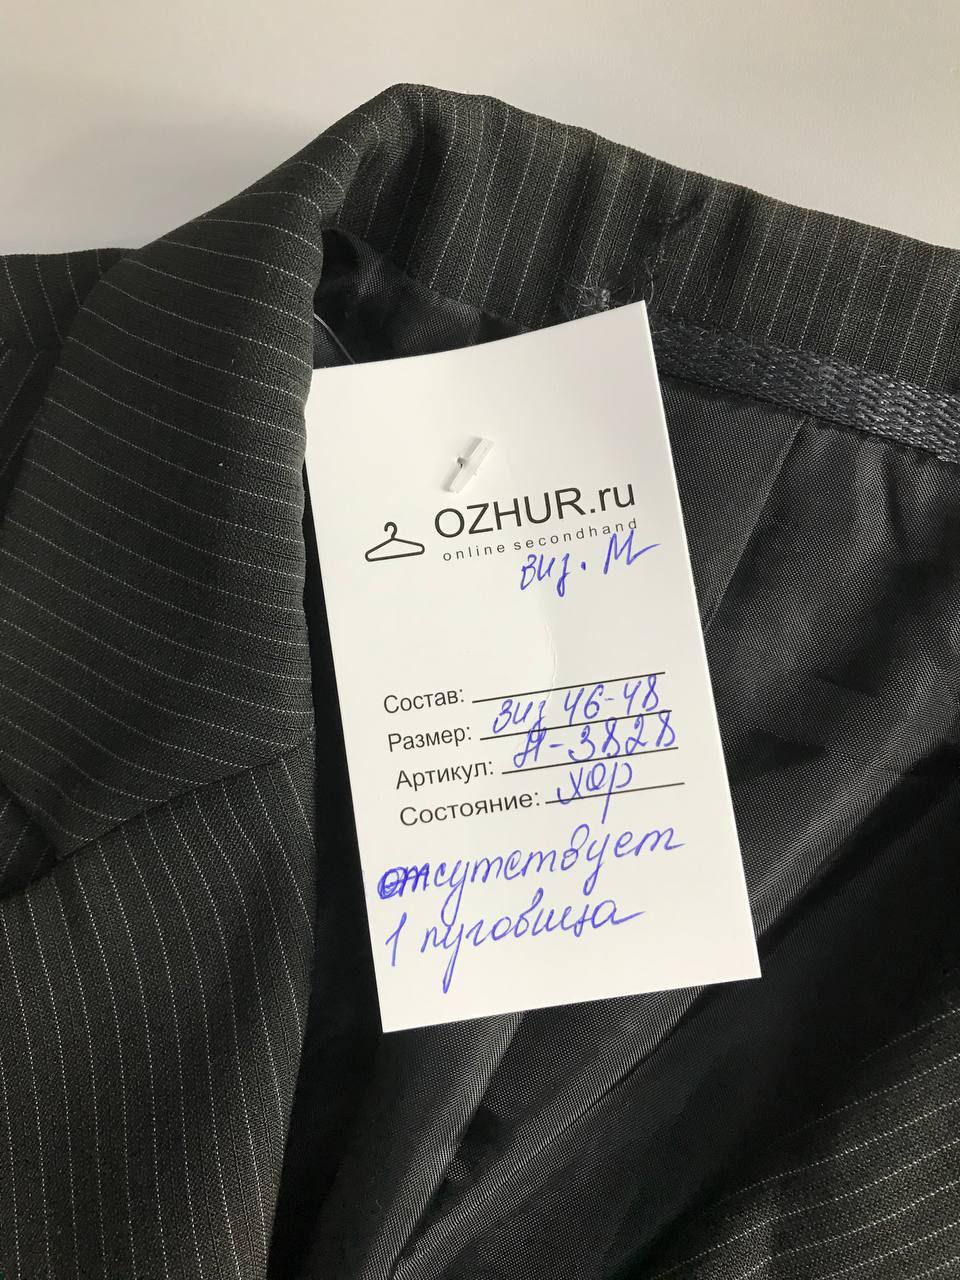 OZHUR.ru
online secondhand
виз. М
Состав:
Размер: виз 46-48
Артикул: Я-3828
Состояние: хор
отсутствует
1 пуговица